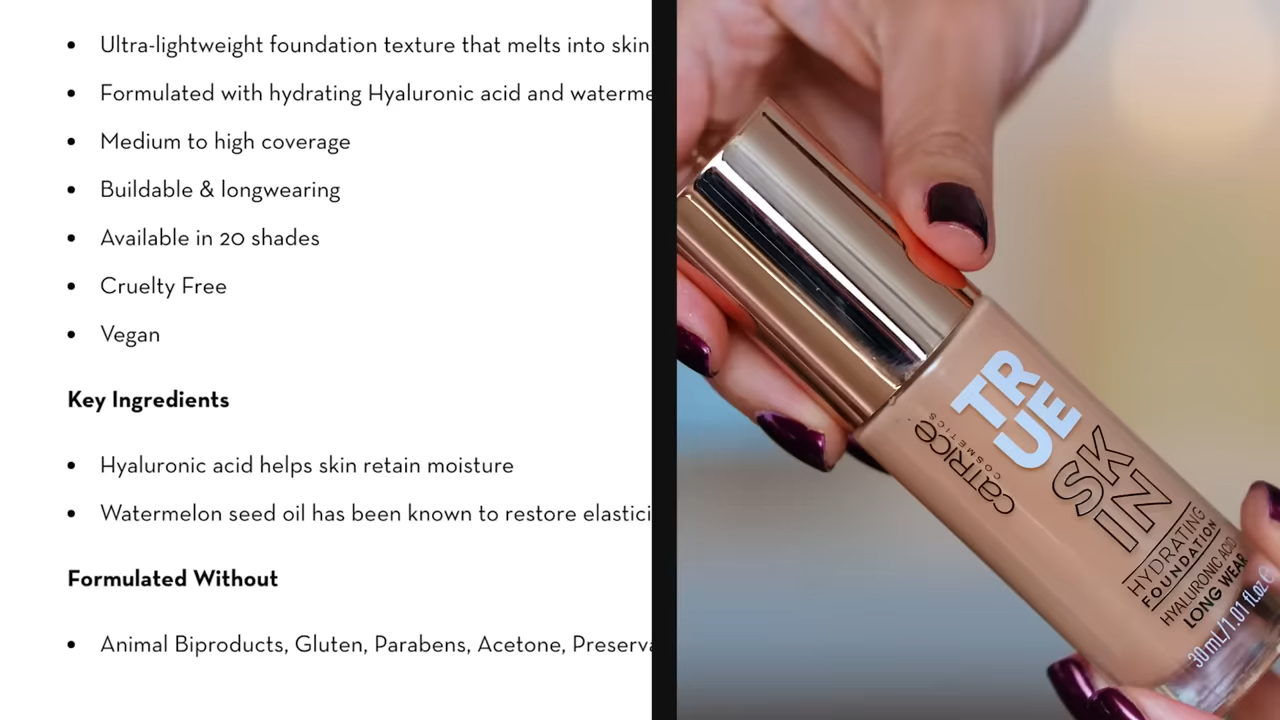 Ultra-lightweight foundation texture that melts into skin
Formulated with hydrating Hyaluronic acid and waterme
Medium to high coverage
Buildable & longwearing
Available in 20 shades
Cruelty Free
Vegan
Key Ingredients
Hyaluronic acid helps skin retain moisture
Watermelon seed oil has been known to restore elastici
Formulated Without
Animal Biproducts, Gluten, Parabens, Acetone, Preserva
CATRICE
COSMETICS
TRUE
SKIN
HYDRATING
FOUNDATION
HYALURONIC ACID
LONG WEAR
30 mL/1.01 fl.oz